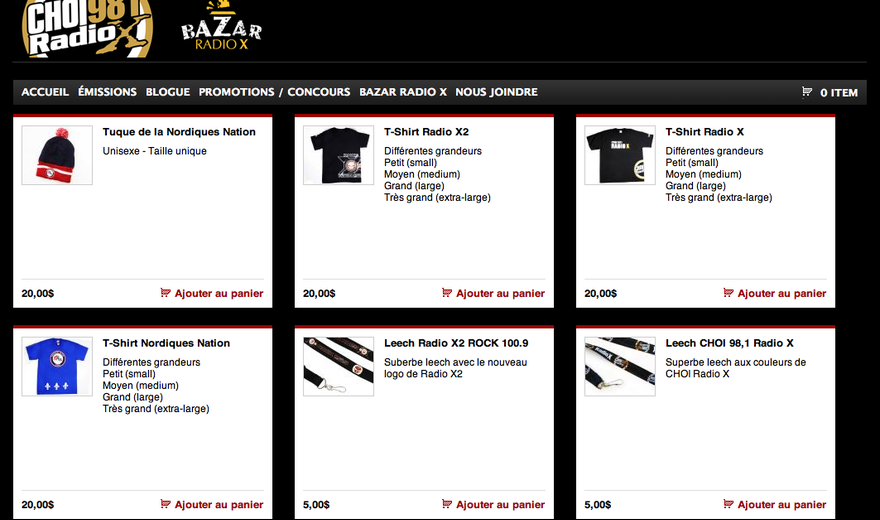 CHOI 98,1
Radio X
BAZAR
RADIO X
ACCUEIL ÉMISSIONS BLOGUE PROMOTIONS / CONCOURS BAZAR RADIO X NOUS JOINDRE 0 ITEM
Tuque de la Nordiques Nation
Unisexe - Taille unique
20,00$ Ajouter au panier
T-Shirt Radio X2
Différentes grandeurs
Petit (small)
Moyen (medium)
Grand (large)
Très grand (extra-large)
20,00$ Ajouter au panier
T-Shirt Radio X
Différentes grandeurs
Petit (small)
Moyen (medium)
Grand (large)
Très grand (extra-large)
20,00$ Ajouter au panier
T-Shirt Nordiques Nation
Différentes grandeurs
Petit (small)
Moyen (medium)
Grand (large)
Très grand (extra-large)
20,00$ Ajouter au panier
Leech Radio X2 ROCK 100.9
Suberbe leech avec le nouveau
logo de Radio X2
5,00$ Ajouter au panier
Leech CHOI 98,1 Radio X
Superbe leech aux couleurs de
CHOI Radio X
5,00$ Ajouter au panier